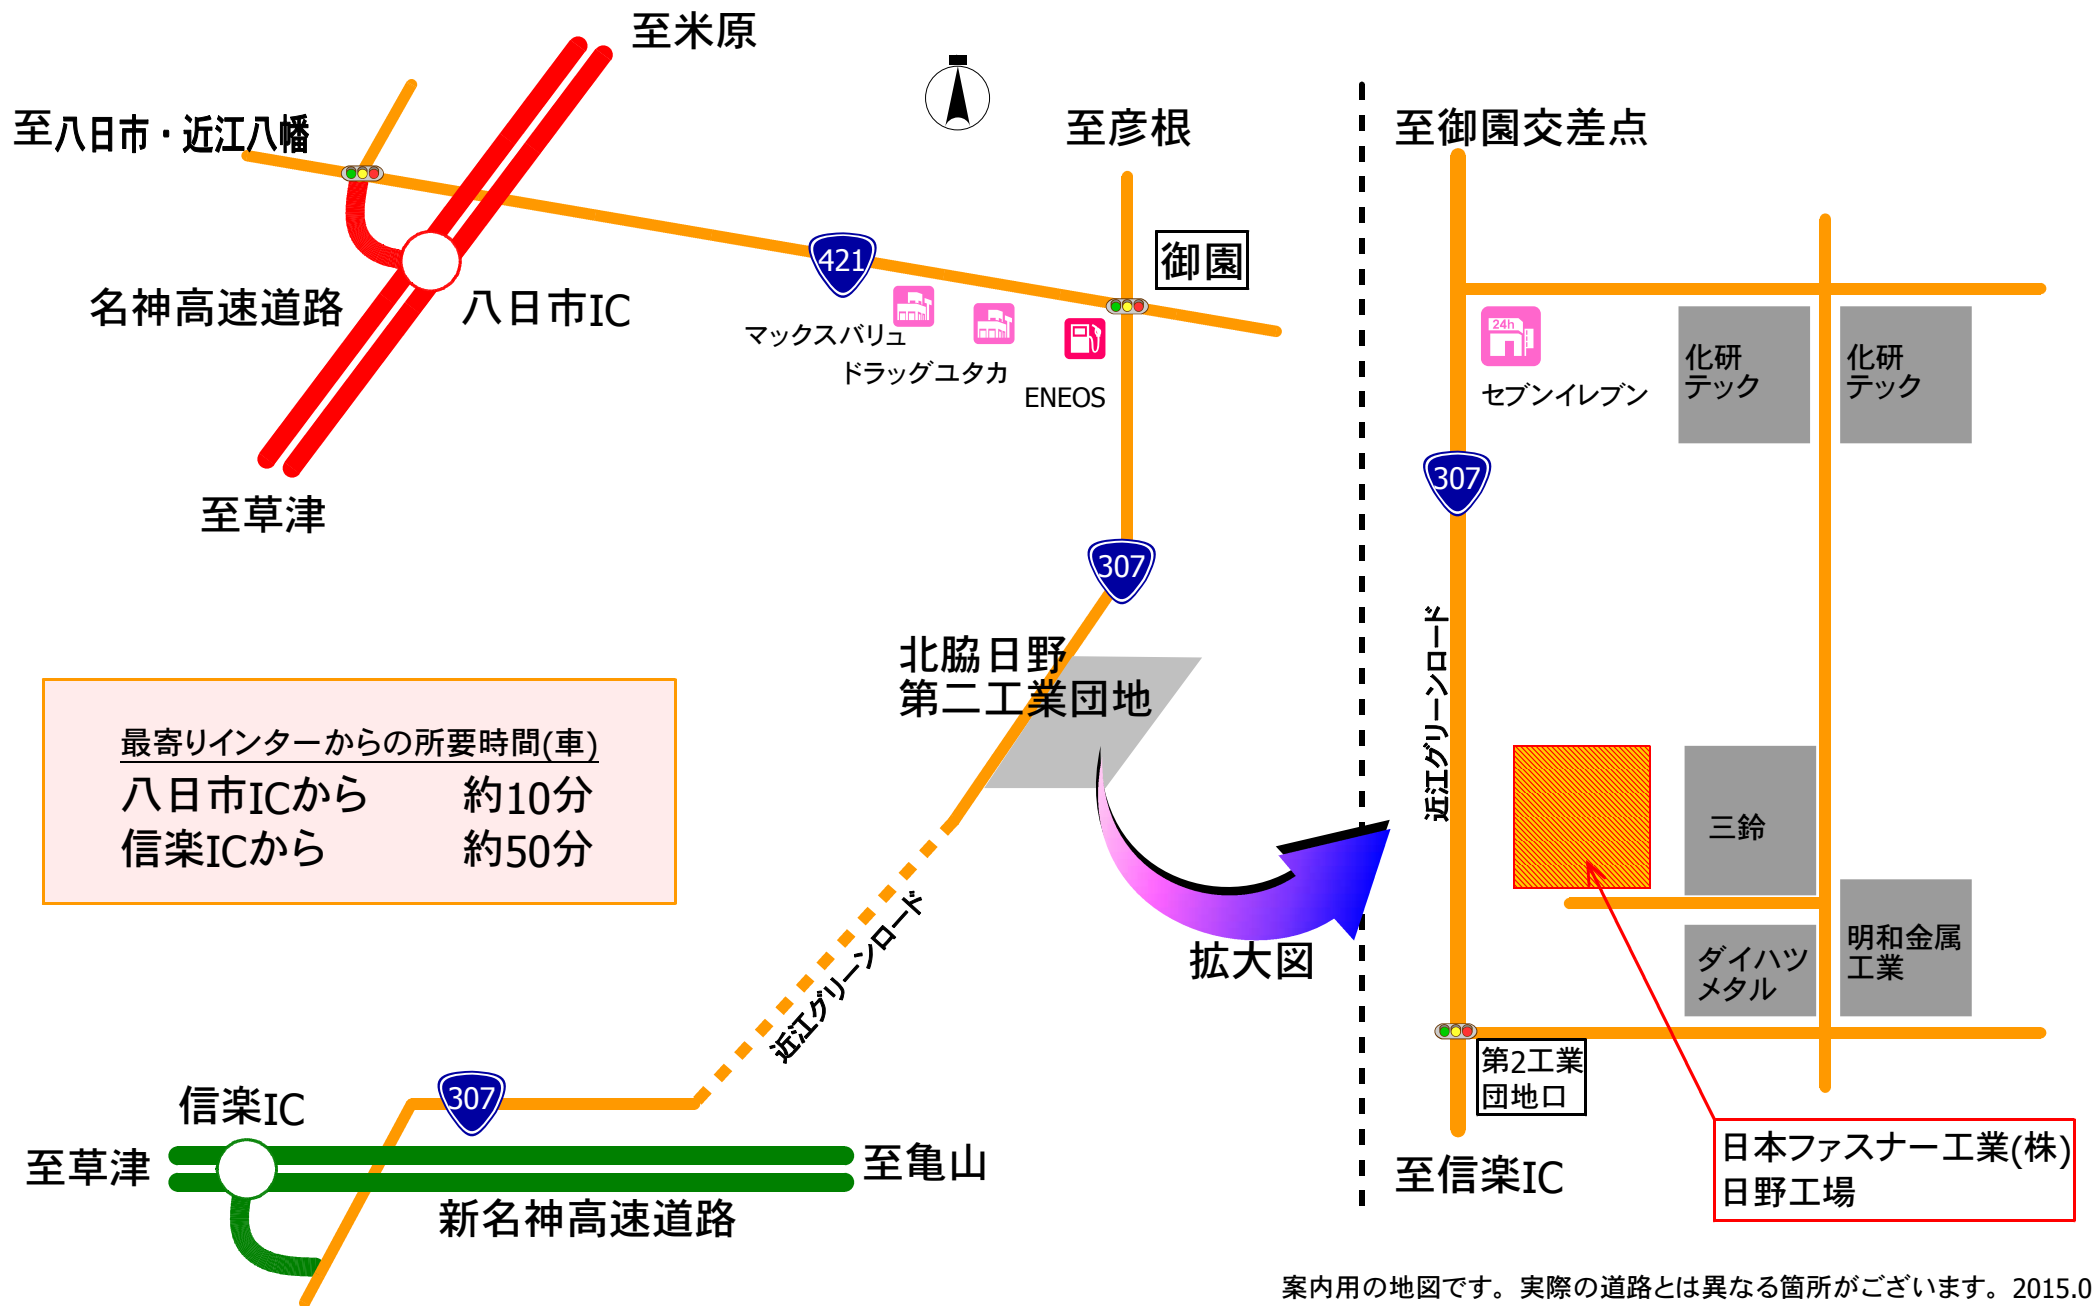 至米原
至八日市・近江八幡
至彦根
421
御園
名神高速道路
八日市IC
マックスバリュ
ドラッグユタカ
ENEOS
至草津
307
北脇日野
第二工業団地
最寄りインターからの所要時間(車)
八日市ICから 約10分
信楽ICから 約50分
近江グリーンロード
拡大図
信楽IC
307
至草津
至亀山
新名神高速道路
至御園交差点
24h
セブンイレブン
化研
テック
化研
テック
307
近江グリーンロード
三鈴
ダイハツ
メタル
明和金属
工業
第2工業
団地口
至信楽IC
日本ファスナー工業(株)
日野工場
案内用の地図です。実際の道路とは異なる箇所がございます。2015.0